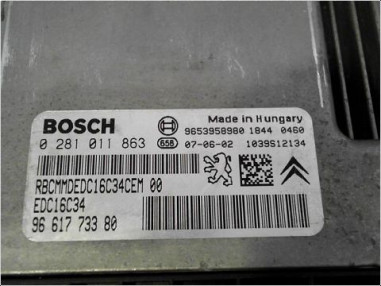 Made in Hungary
BOSCH
9653958980 1844 0460
0 281 011 863
658
07-06-02
1039S12134
RBCMMDEDC16C34CEM 00
EDC16C34
96 617 733 80